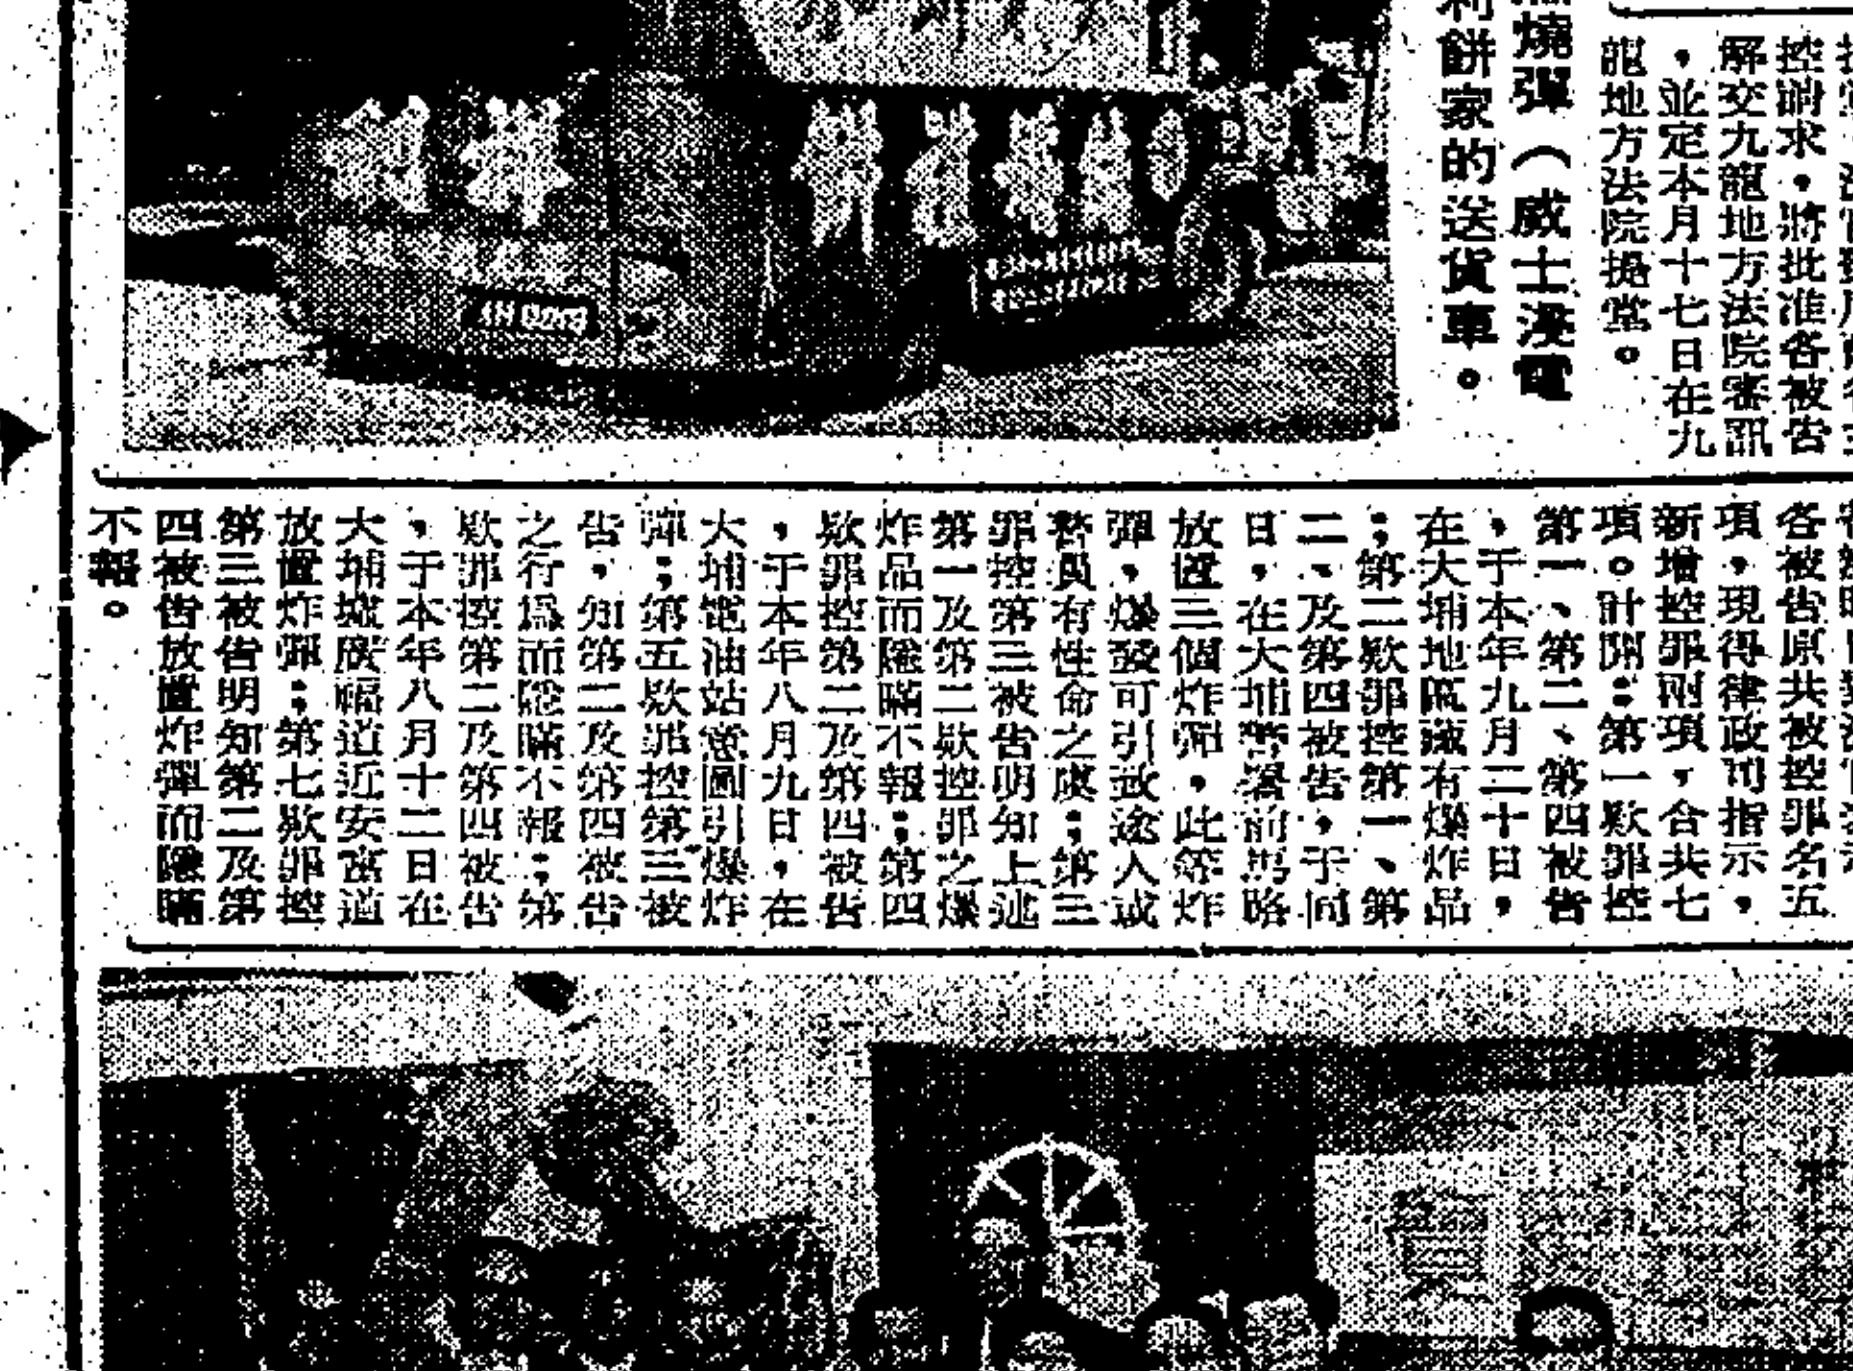 控請求,將批准各被告
解交九龍地方法院審訊
,並定本月十七日在九
龍地方法院提堂。
燒彈(威士浸電
利餅家的送貨車。
各被告原共被控罪名五
項,現得律政司指示,
新增控罪兩項,合共七
項。計開:第一欵罪控
第一、第二、第四被告
,于本年九月二十日,
在大埔地區藏有爆炸品
;第二欵罪控第一、第
二、及第四被告,于同
日,在大埔警署前馬路
放置三個炸彈,此等炸
彈,爆發可引致途人或
警員有性命之虞;第三
罪控第三被告明知上述
第一及第二欵控罪之爆
炸品而隱瞞不報;第四
欵罪控第二及第四被告
,于本年八月九日,在
大埔電油站意圖引爆炸
彈;第五欵罪控第三被
告,知第二及第四被告
之行為而隱瞞不報;第
欵罪控第二及第四被告
,于本年八月十二日在
大埔墟廣福道近安富道
放置炸彈;第七欵罪控
第三被告明知第二及第
四被告放置炸彈而隱瞞
不報。